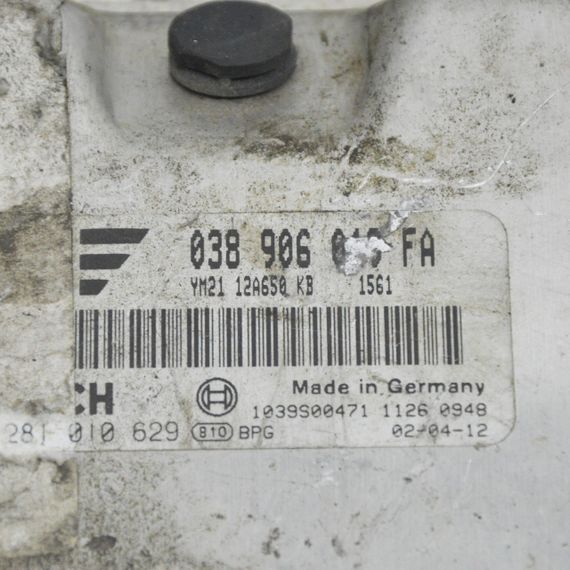 038 906 019 FA
YM21 12A650 KB 1561
CH
Made in Germany
1039S00471 1126 0948
281 010 629 810 BPG 02-04-12